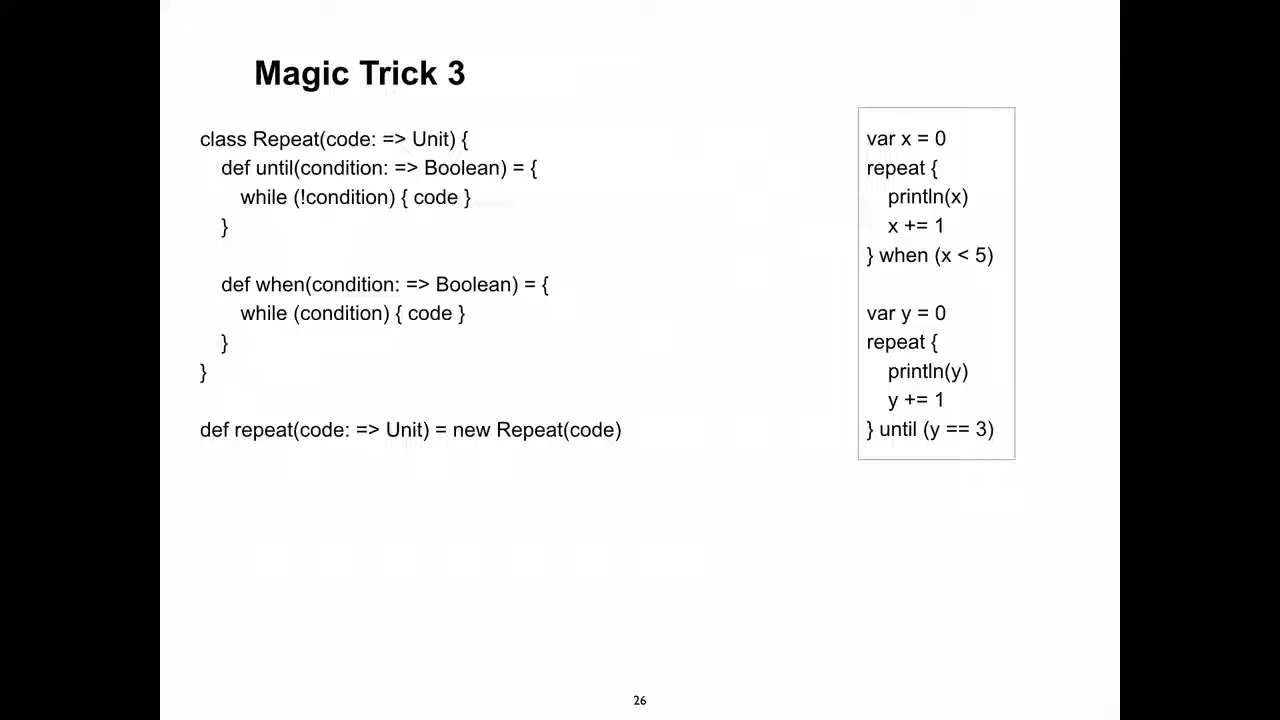 Magic Trick 3
class Repeat(code: => Unit) {
def until(condition: => Boolean) = {
while (!condition) { code }
}
def when(condition: => Boolean) = {
while (condition) { code }
}
}
def repeat(code: => Unit) = new Repeat(code)
var x = 0
repeat {
println(x)
x += 1
} when (x < 5)
var y = 0
repeat {
println(y)
y += 1
} until (y == 3)
26